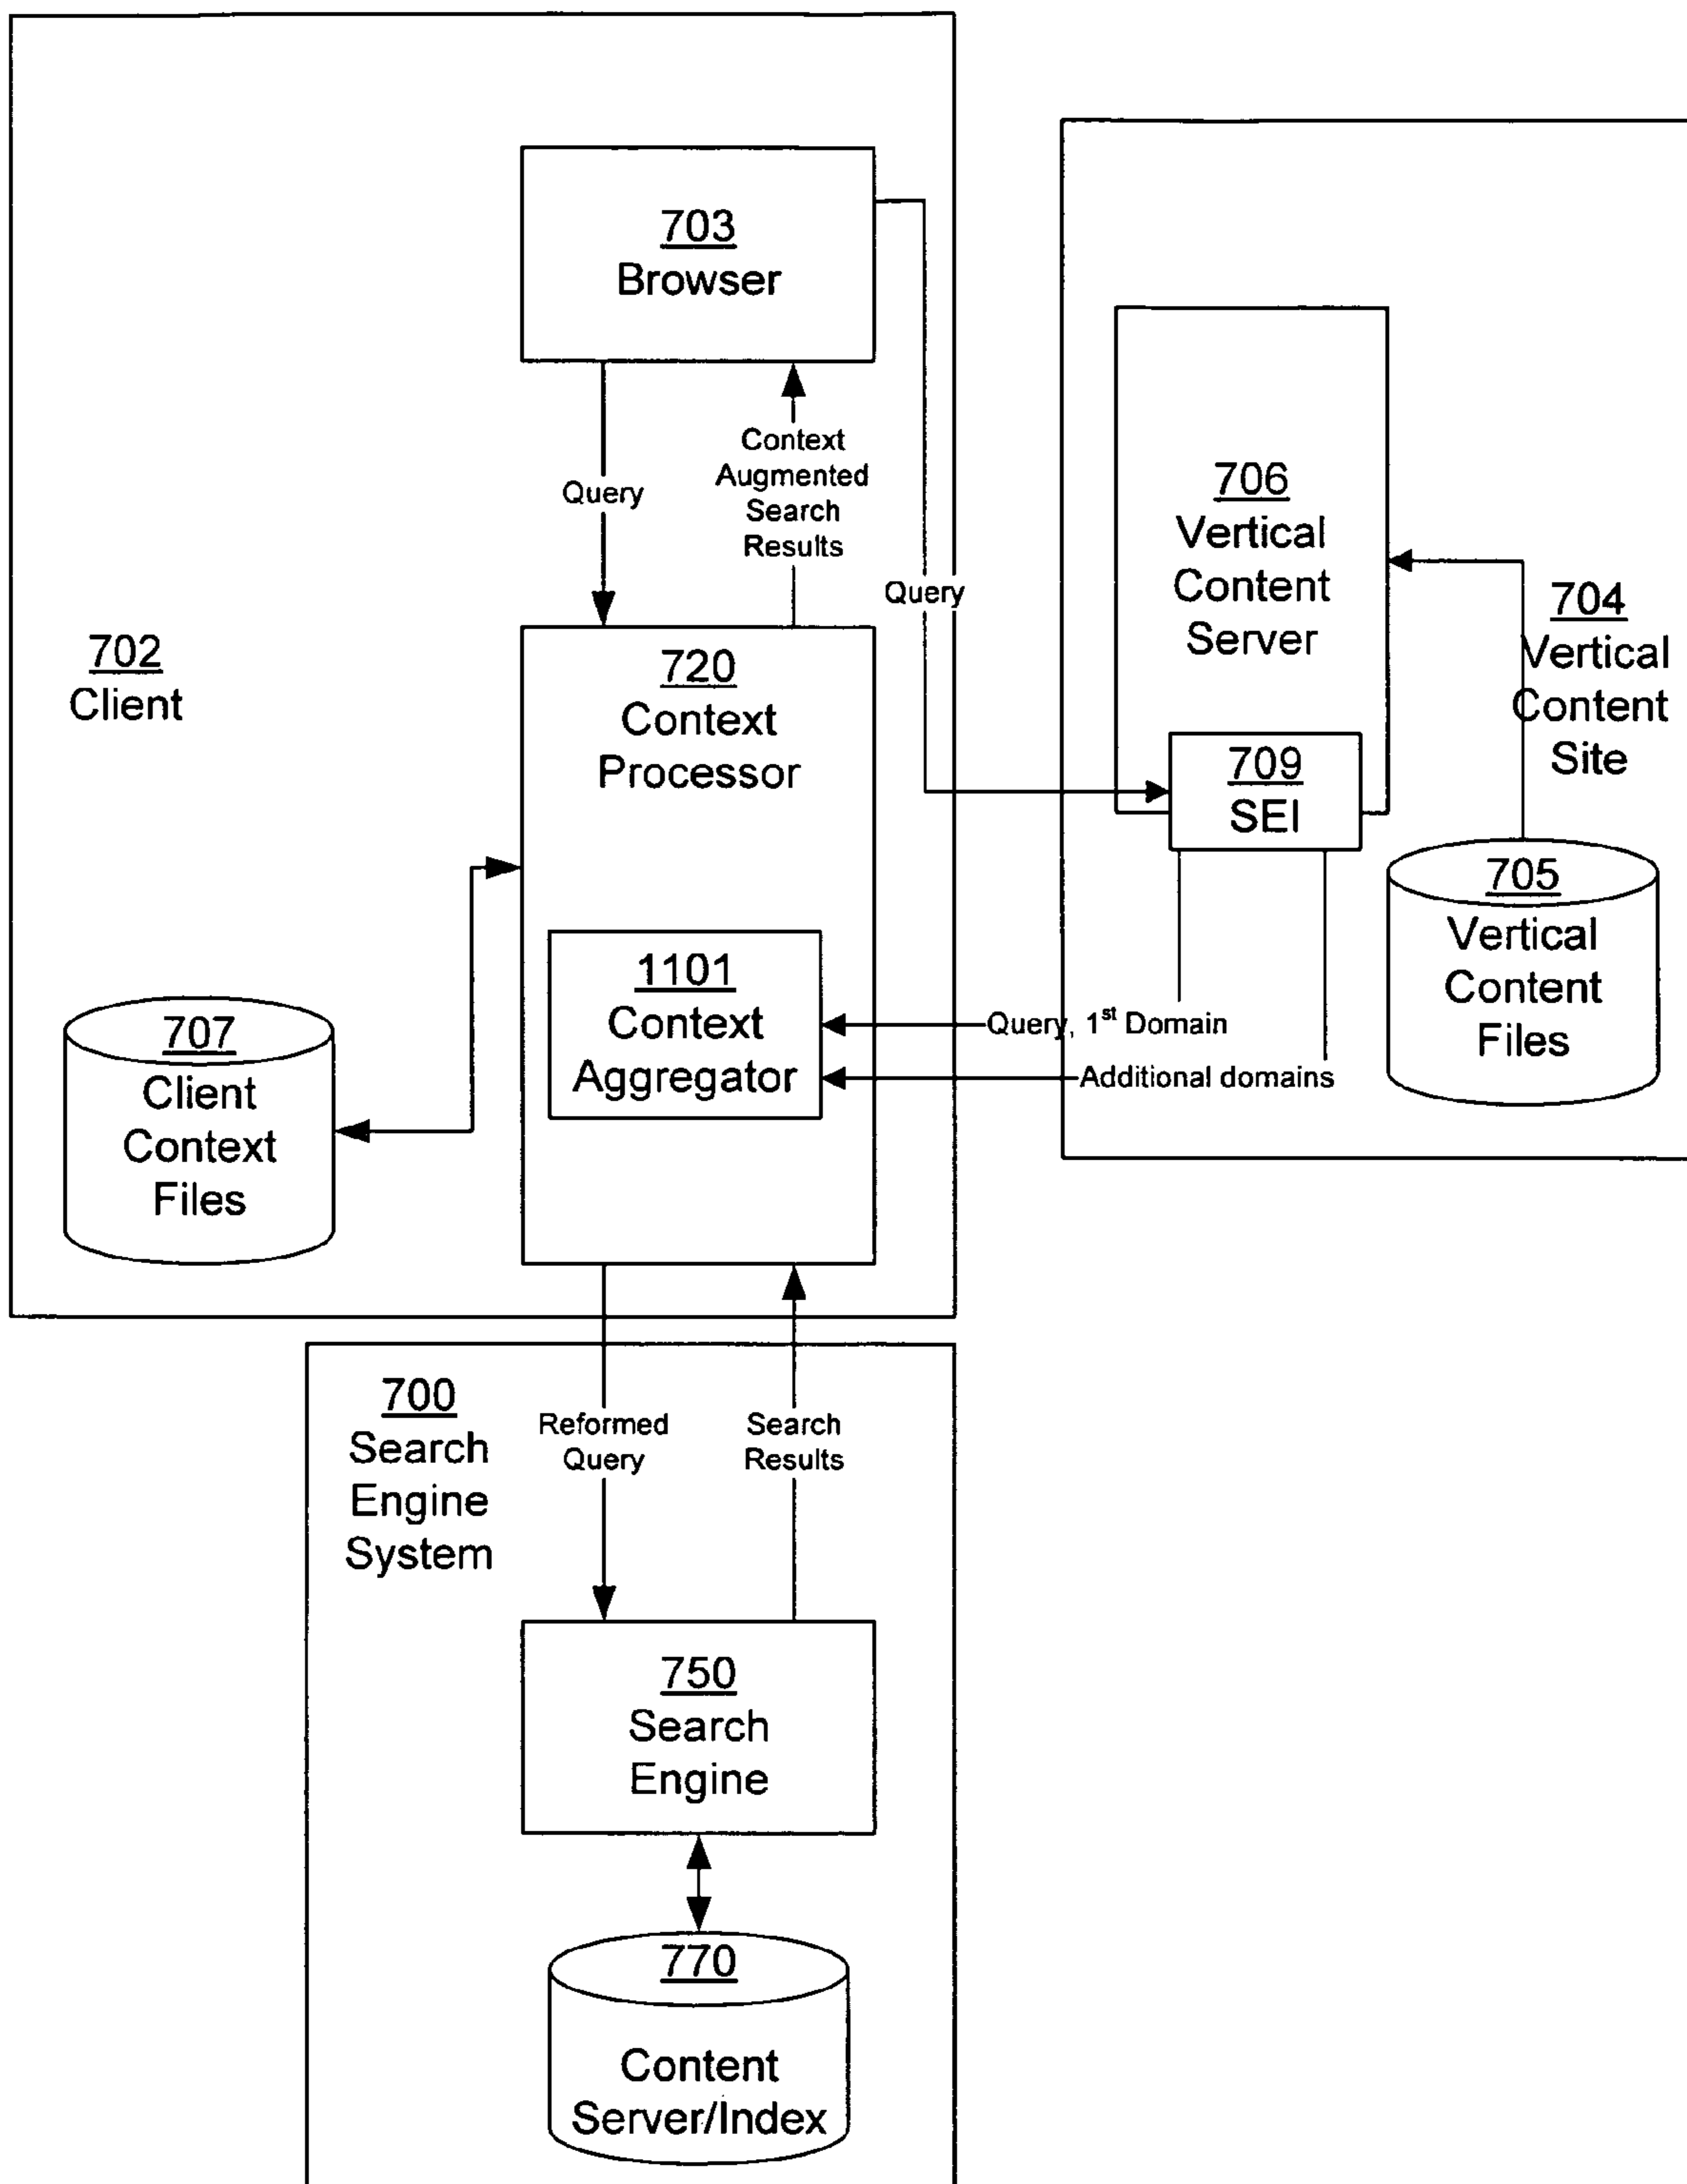 703
Browser
Query
Context
Augmented
Search
Results
Query
702
Client
720
Context
Processor
1101
Context
Aggregator
707
Client
Context
Files
706
Vertical
Content
Server
709
SEI
704
Vertical
Content
Site
705
Vertical
Content
Files
Query, 1st Domain
Additional domains
700
Search
Engine
System
Reformed
Query
Search
Results
750
Search
Engine
770
Content
Server/Index